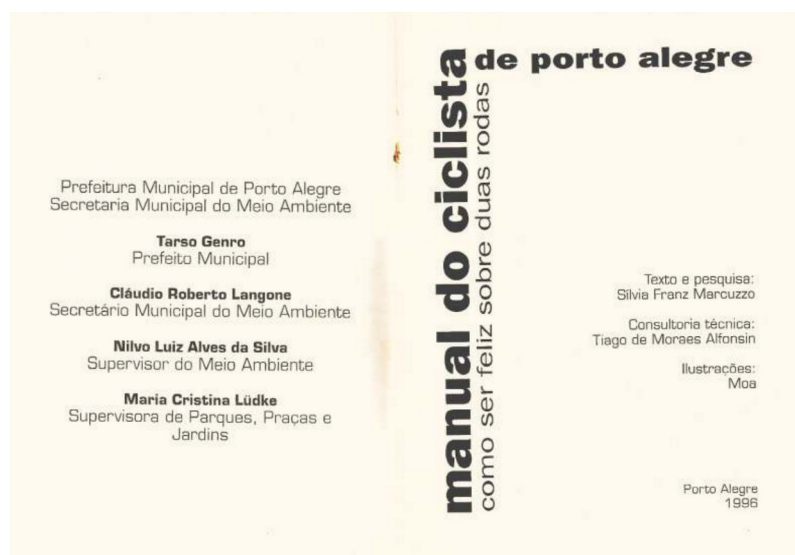 Prefeitura Municipal de Porto Alegre
Secretaria Municipal do Meio Ambiente
Tarso Genro
Prefeito Municipal
Cláudio Roberto Langone
Secretário Municipal do Meio Ambiente
Nilvo Luiz Alves da Silva
Supervisor do Meio Ambiente
Maria Cristina Lüdke
Supervisora de Parques, Praças e
Jardins
manual do ciclista
de porto alegre
como ser feliz sobre duas rodas
Texto e pesquisa:
Sílvia Franz Marcuzzo
Consultoria técnica:
Tiago de Moraes Alfonsin
Ilustrações:
Moa
Porto Alegre
1996